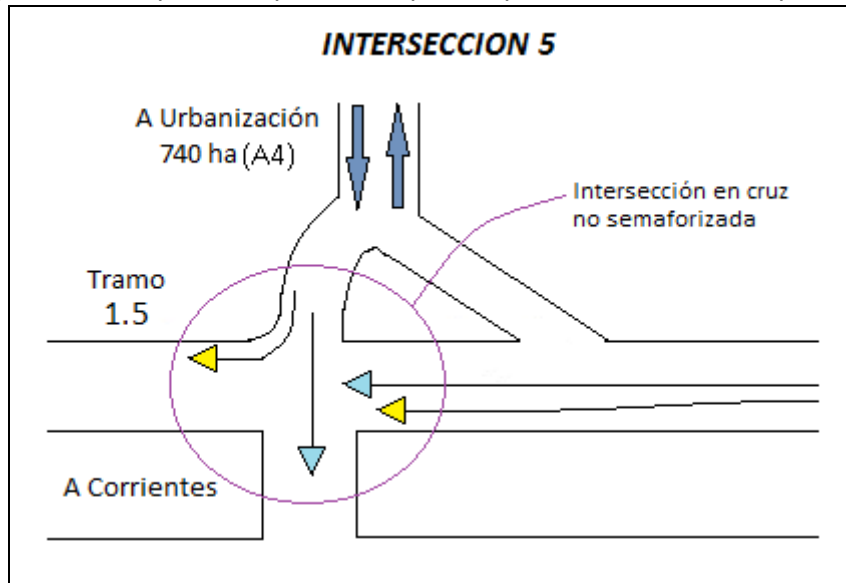 INTERSECCION 5
A Urbanización
740 ha (A4)
Intersección en cruz
no semaforizada
Tramo
1.5
A Corrientes